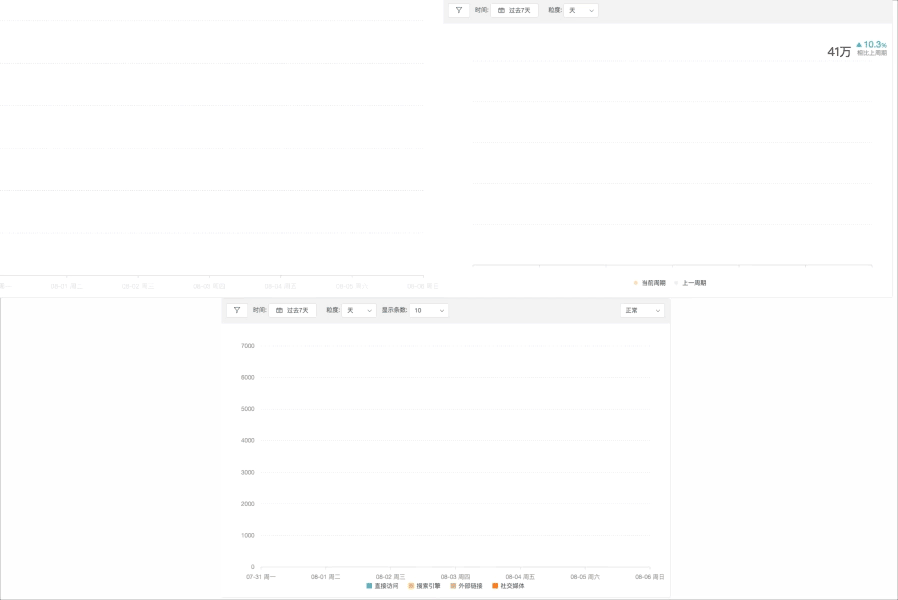 时间: 过去7天 粒度: 天
41万 ▲10.3%
相比上周期
08-01 周二 08-02 周三 08-03 周四 08-04 周五 08-05 周六 08-06 周日
当前周期 上一周期
时间: 过去7天 粒度: 天 显示条数: 10 正常
7000
6000
5000
4000
3000
2000
1000
0
07-31 周一 08-01 周二 08-02 周三 08-03 周四 08-04 周五 08-05 周六 08-06 周日
直接访问 搜索引擎 外部链接 社交媒体